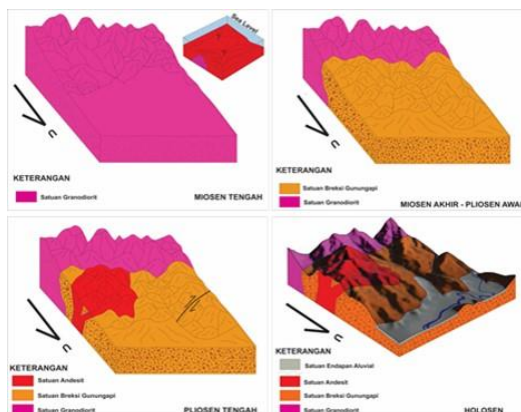 Sea Level
?
?
U
KETERANGAN
Satuan Granodiorit
MIOSEN TENGAH
U
KETERANGAN
Satuan Breksi Gunungapi
Satuan Granodiorit
MIOSEN AKHIR - PLIOSEN AWAL
U
KETERANGAN
Satuan Andesit
Satuan Breksi Gunungapi
Satuan Granodiorit
PLIOSEN TENGAH
U
KETERANGAN
Satuan Endapan Aluvial
Satuan Andesit
Satuan Breksi Gunungapi
Satuan Granodiorit
HOLOSEN